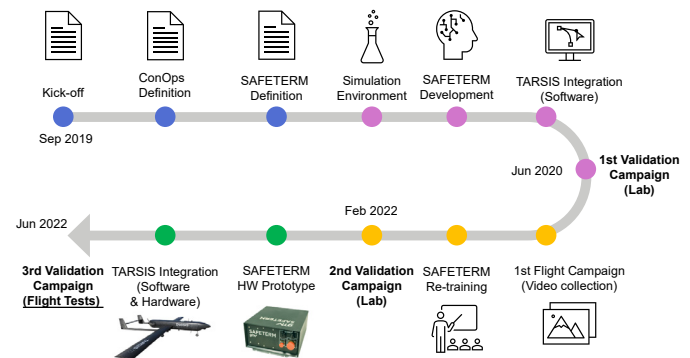 Kick-off
ConOps
Definition
SAFETERM
Definition
Simulation
Environment
SAFETERM
Development
TARSIS Integration
(Software)
Sep 2019
Jun 2020
1st Validation
Campaign
(Lab)
Jun 2022
Feb 2022
3rd Validation
Campaign
(Flight Tests)
TARSIS Integration
(Software
& Hardware)
SAFETERM
HW Prototype
2nd Validation
Campaign
(Lab)
SAFETERM
Re-training
1st Flight Campaign
(Video collection)
SAFETERM